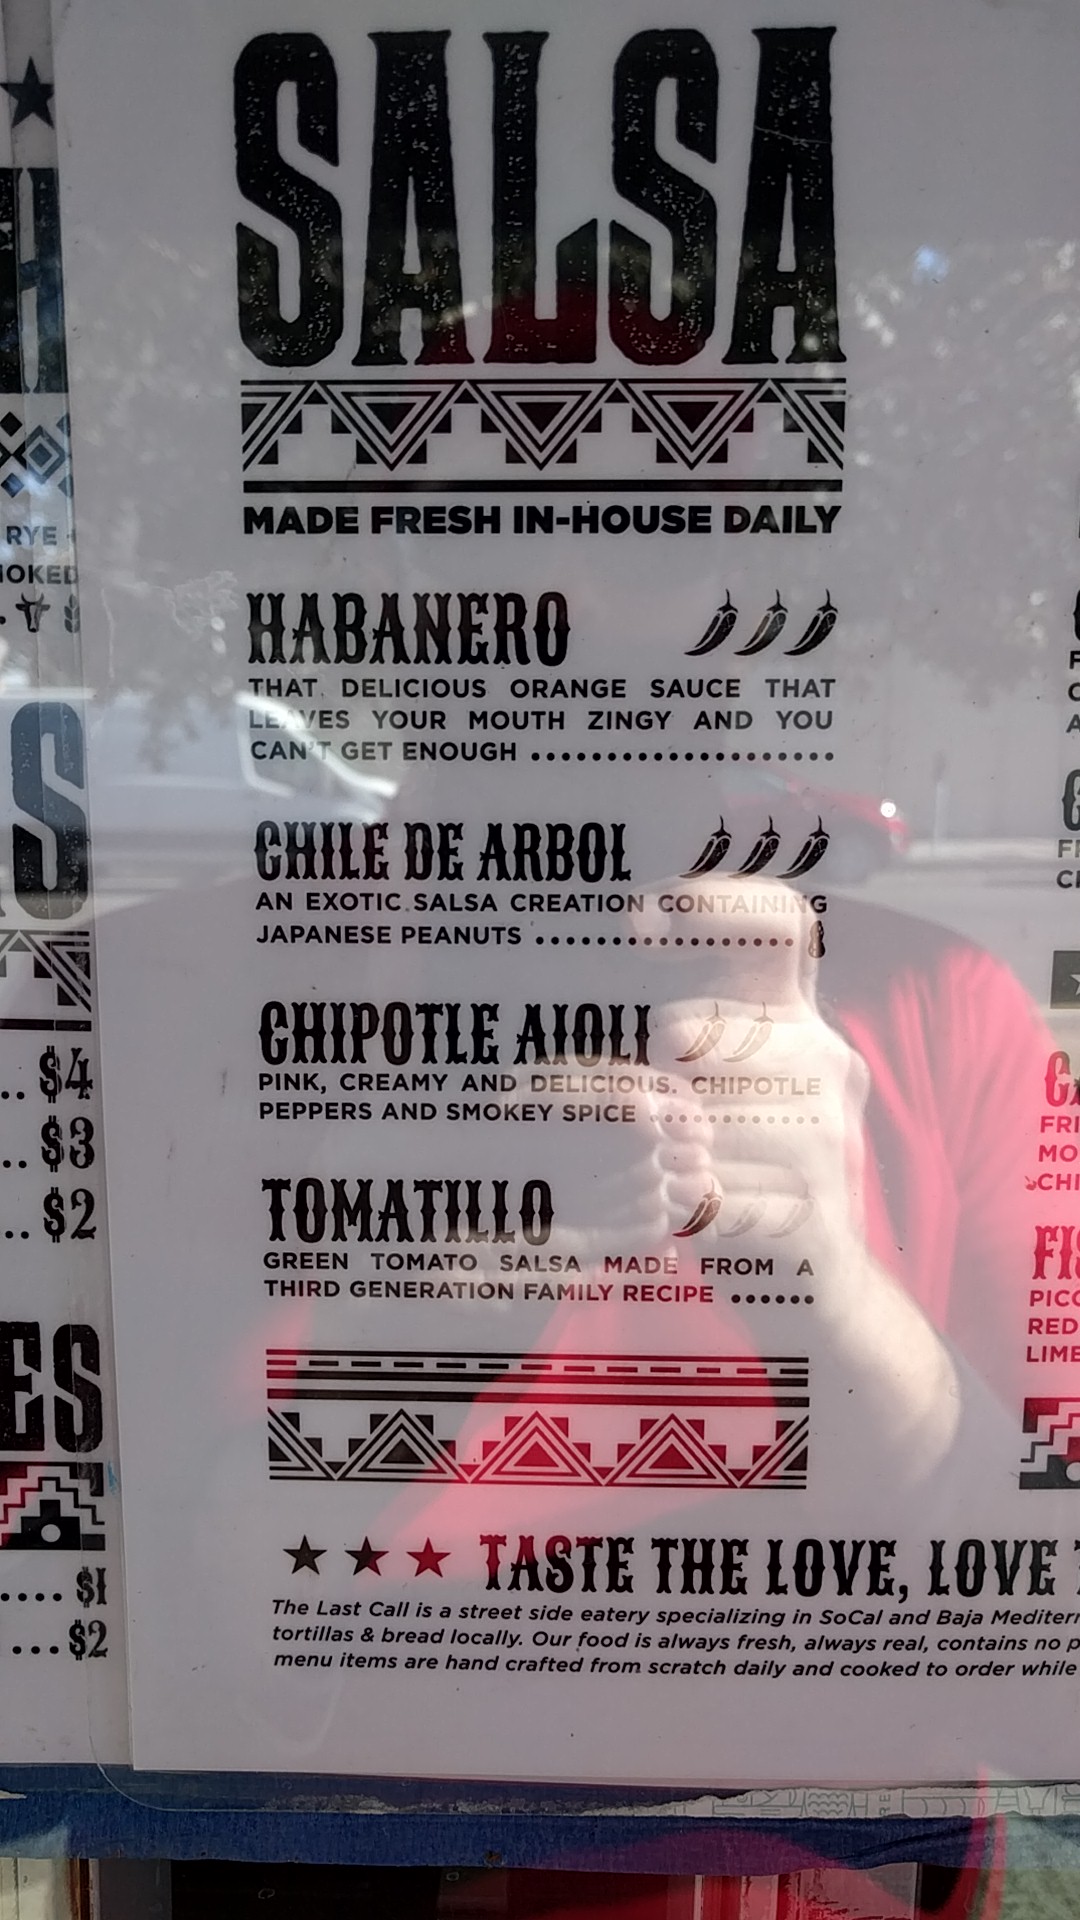 SALSA
MADE FRESH IN-HOUSE DAILY
HABANERO
THAT DELICIOUS ORANGE SAUCE THAT
LEAVES YOUR MOUTH ZINGY AND YOU
CAN'T GET ENOUGH ....................
CHILE DE ARBOL
AN EXOTIC SALSA CREATION CONTAINING
JAPANESE PEANUTS .................
CHIPOTLE AIOLI
PINK, CREAMY AND DELICIOUS. CHIPOTLE
PEPPERS AND SMOKEY SPICE ............
TOMATILLO
GREEN TOMATO SALSA MADE FROM A
THIRD GENERATION FAMILY RECIPE ......
★ ★ ★ TASTE THE LOVE, LOVE
The Last Call is a street side eatery specializing in SoCal and Baja
tortillas & bread locally. Our food is always fresh, always real, contains no
menu items are hand crafted from scratch daily and cooked to order while
RYE
.. $4
.. $3
.. $2
.... $1
... $2
RED
LIME